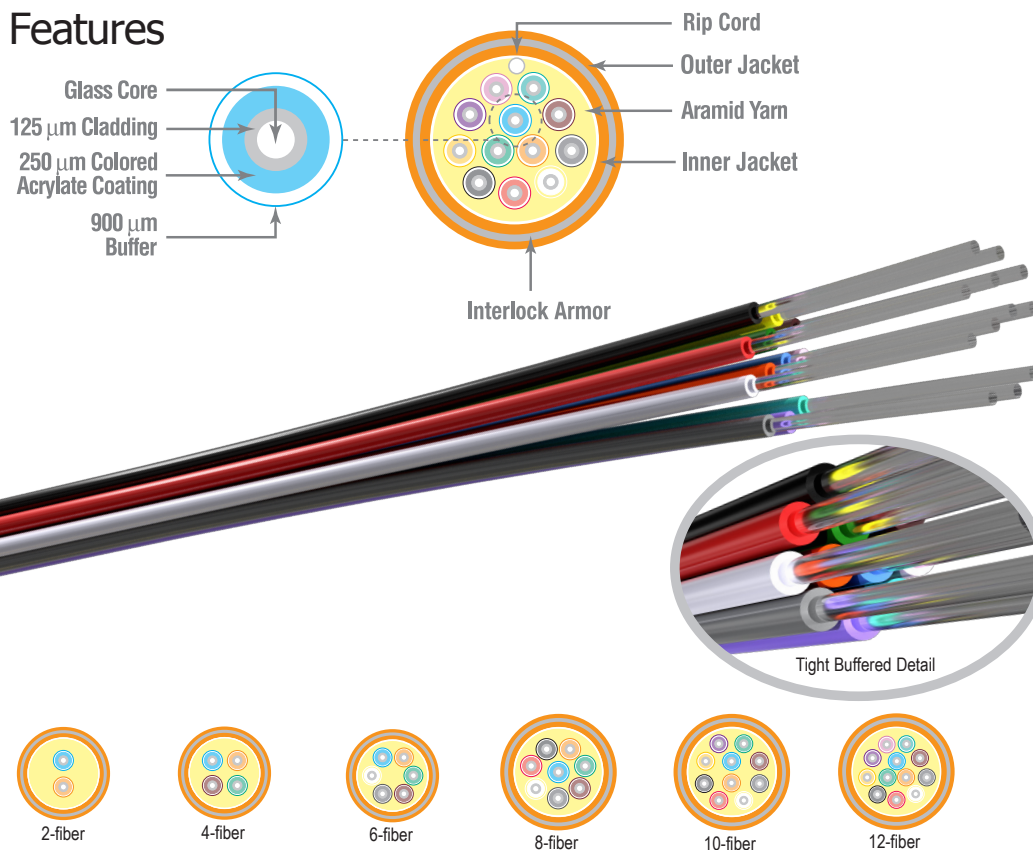 Features
Glass Core
125 μm Cladding
250 μm Colored
Acrylate Coating
900 μm
Buffer
Rip Cord
Outer Jacket
Aramid Yarn
Inner Jacket
Interlock Armor
Tight Buffered Detail
2-fiber
4-fiber
6-fiber
8-fiber
10-fiber
12-fiber